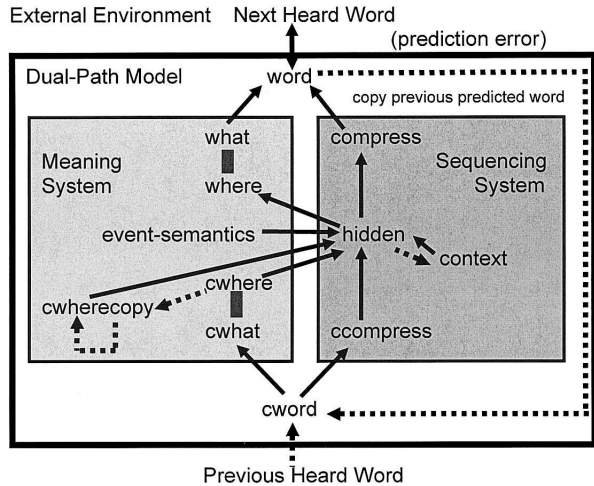 External Environment
Next Heard Word
(prediction error)
Dual-Path Model
word
copy previous predicted word
what
compress
Meaning
System
Sequencing
System
where
event-semantics
hidden
context
cwhere
cwherecopy
cwhat
ccompress
cword
Previous Heard Word